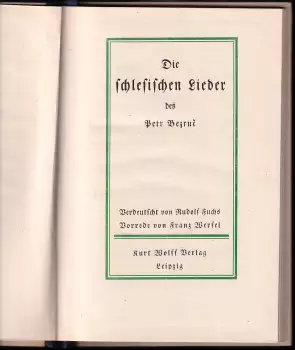 Die
schlesischen Lieder
des
Petr Bezruč
Verdeutscht von Rudolf Fuchs
Vorrede von Franz Werfel
Kurt Wolff Verlag
Leipzig